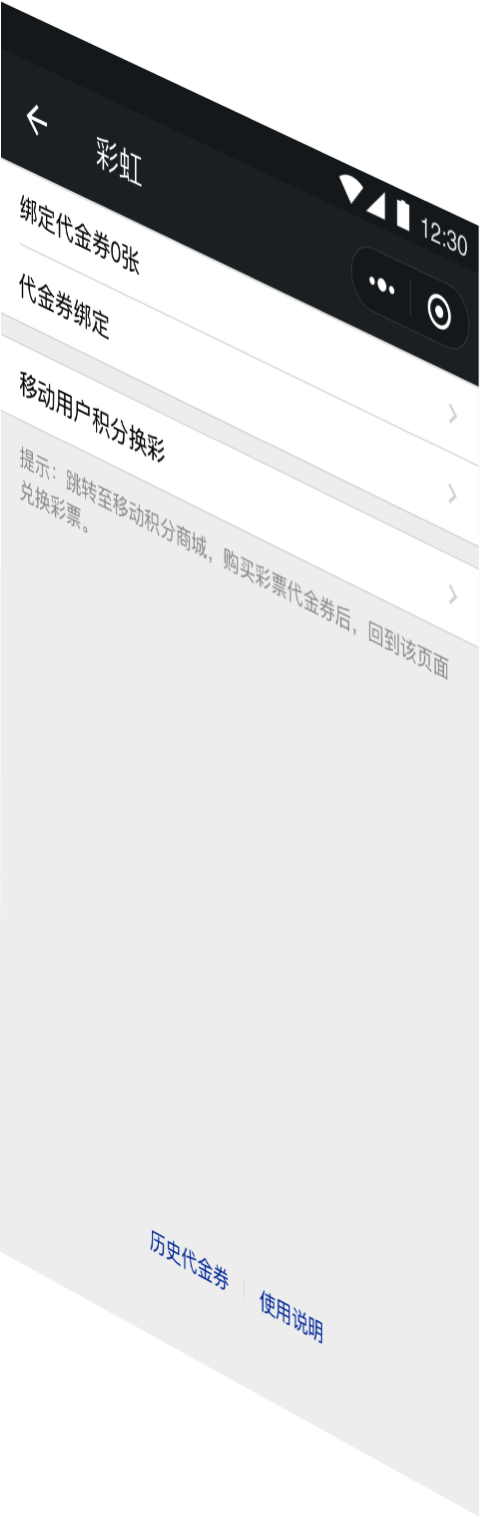 12:30
彩虹
绑定代金券0张
代金券绑定
移动用户积分换彩
提示：跳转至移动积分商城，购买彩票代金券后，回到该页面
兑换彩票。
历史代金券
使用说明